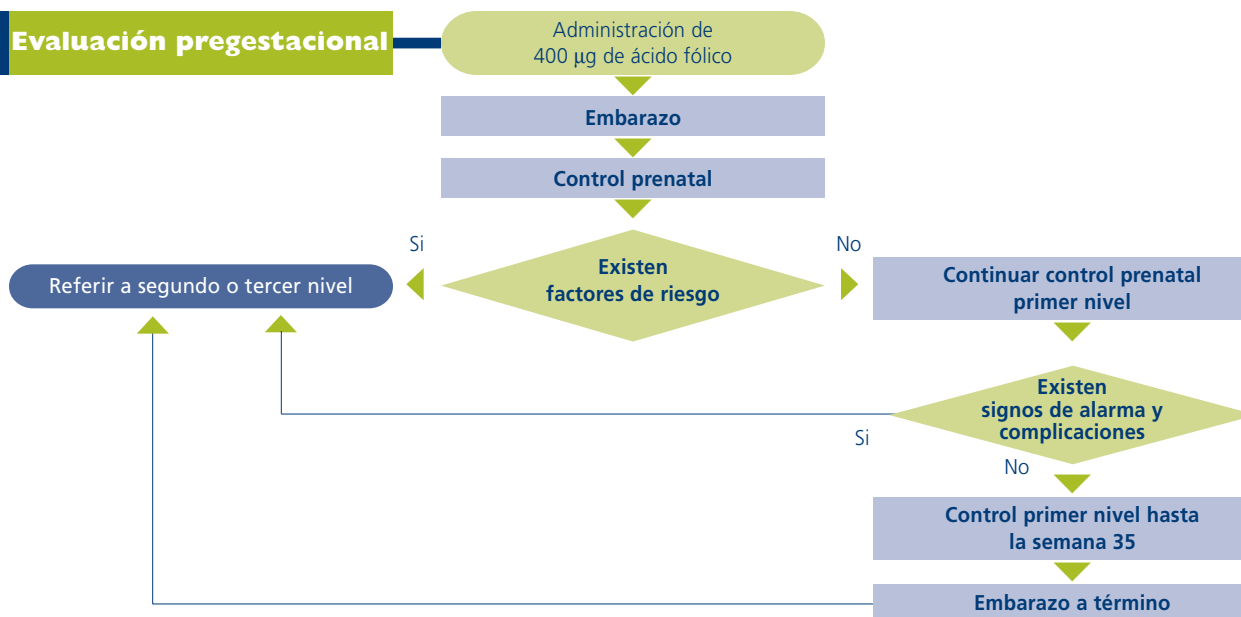 Evaluación pregestacional
Administración de
400 µg de ácido fólico
Embarazo
Control prenatal
Si
No
Existen
factores de riesgo
Referir a segundo o tercer nivel
Continuar control prenatal
primer nivel
Existen
signos de alarma y
complicaciones
Si
No
Control primer nivel hasta
la semana 35
Embarazo a término